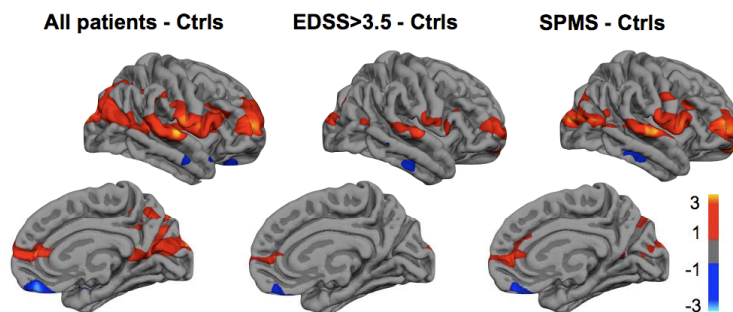 All patients - Ctrls
EDSS>3.5 - Ctrls
SPMS - Ctrls
3
1
-1
-3